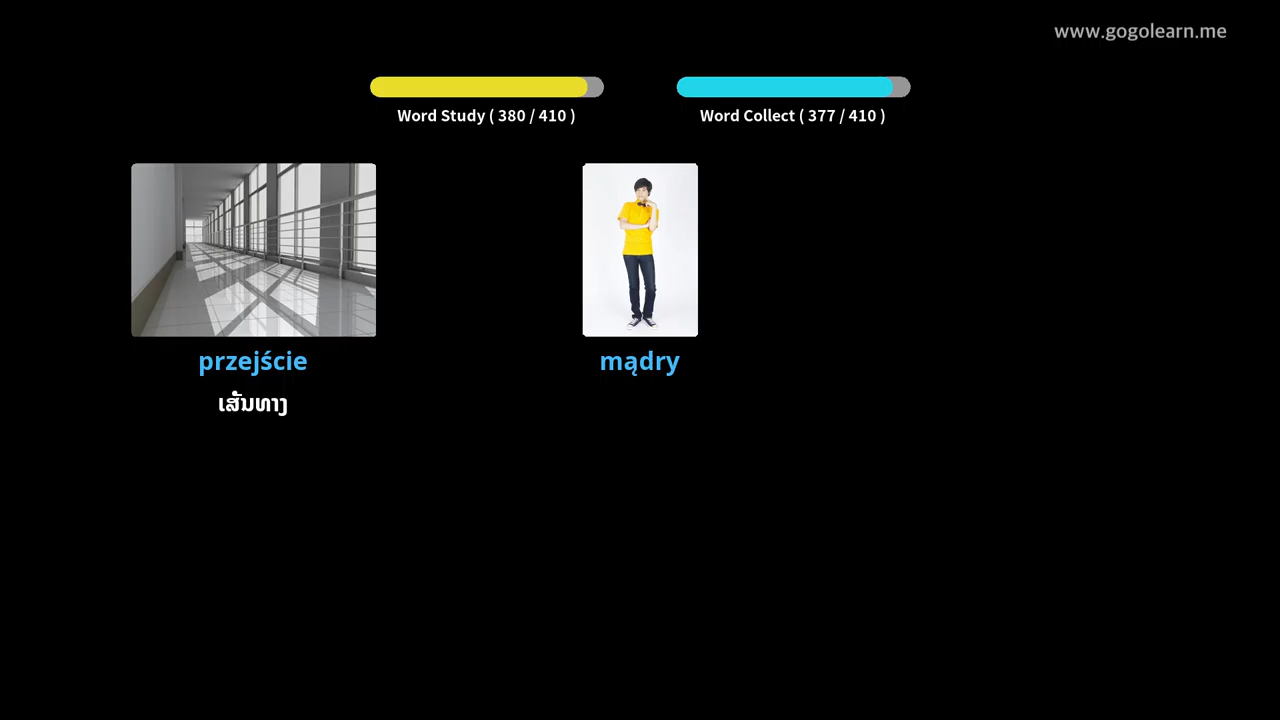 www.gogolearn.me
Word Study ( 380 / 410 )
Word Collect ( 377 / 410 )
przejście
mądry
ເສັ້ນທາງ